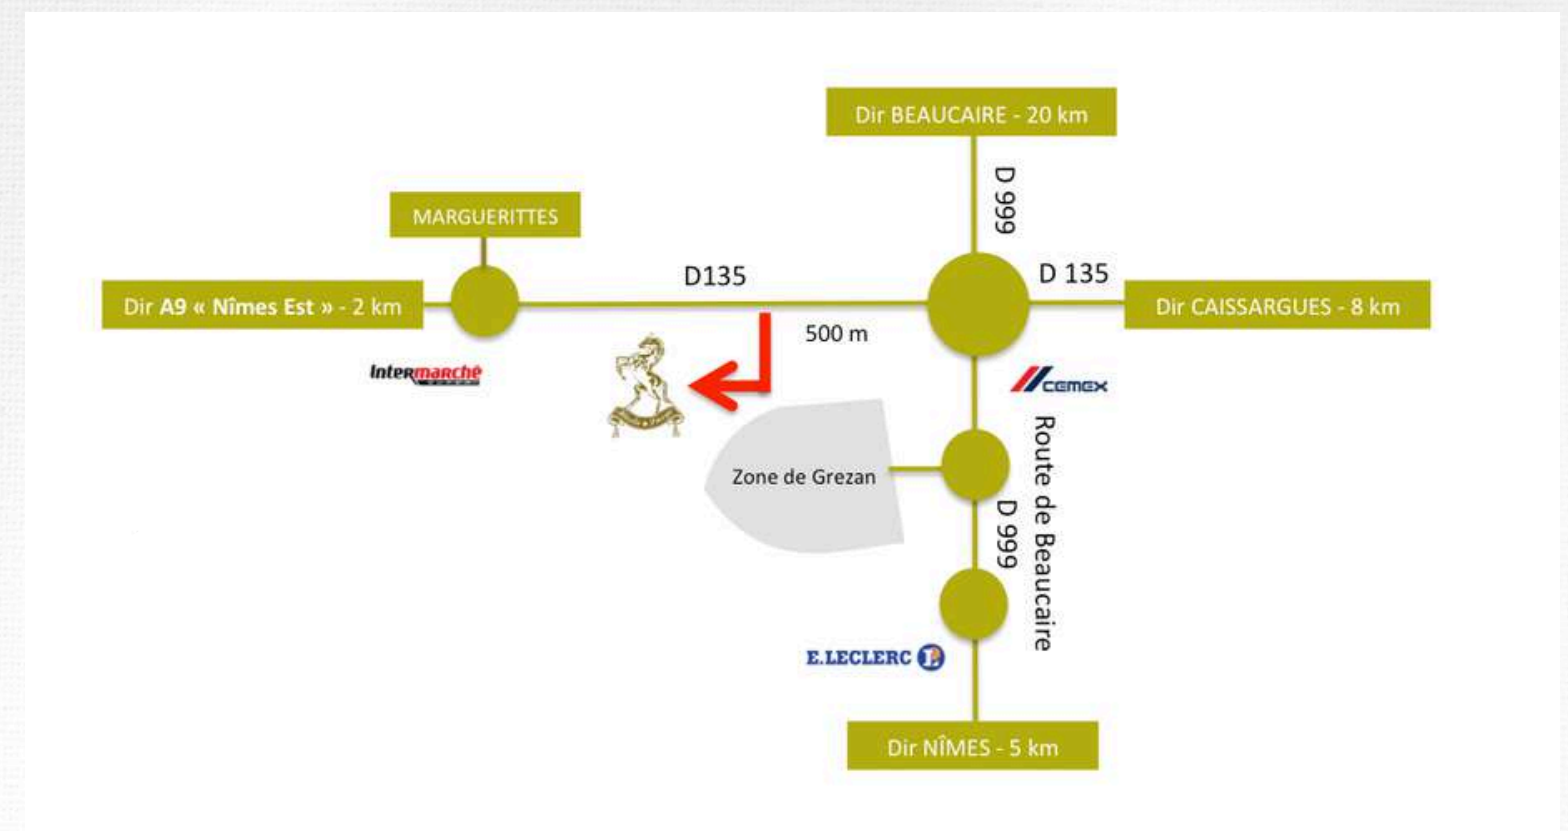 Dir BEAUCAIRE - 20 km
D 999
MARGUERITTES
D135
D 135
Dir A9 « Nîmes Est » - 2 km
Dir CAISSARGUES - 8 km
500 m
Intermarché
CEMEX
Route de Beaucaire
Zone de Grezan
D 999
E.LECLERC L
Dir NÎMES - 5 km